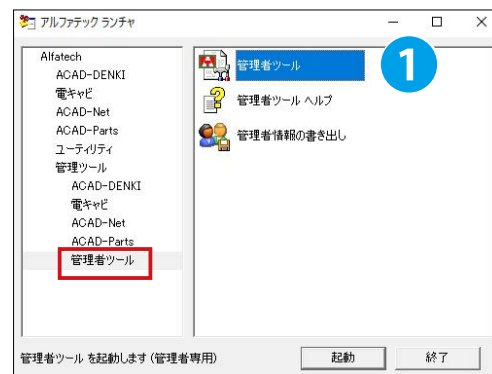 アルファテック ランチャ
Alfatech
ACAD-DENKI
電キャビ
ACAD-Net
ACAD-Parts
ユーティリティ
管理ツール
ACAD-DENKI
電キャビ
ACAD-Net
ACAD-Parts
管理者ツール
管理者ツール
1
管理者ツール ヘルプ
管理者情報の書き出し
管理者ツール を起動します (管理者専用)
起動
終了